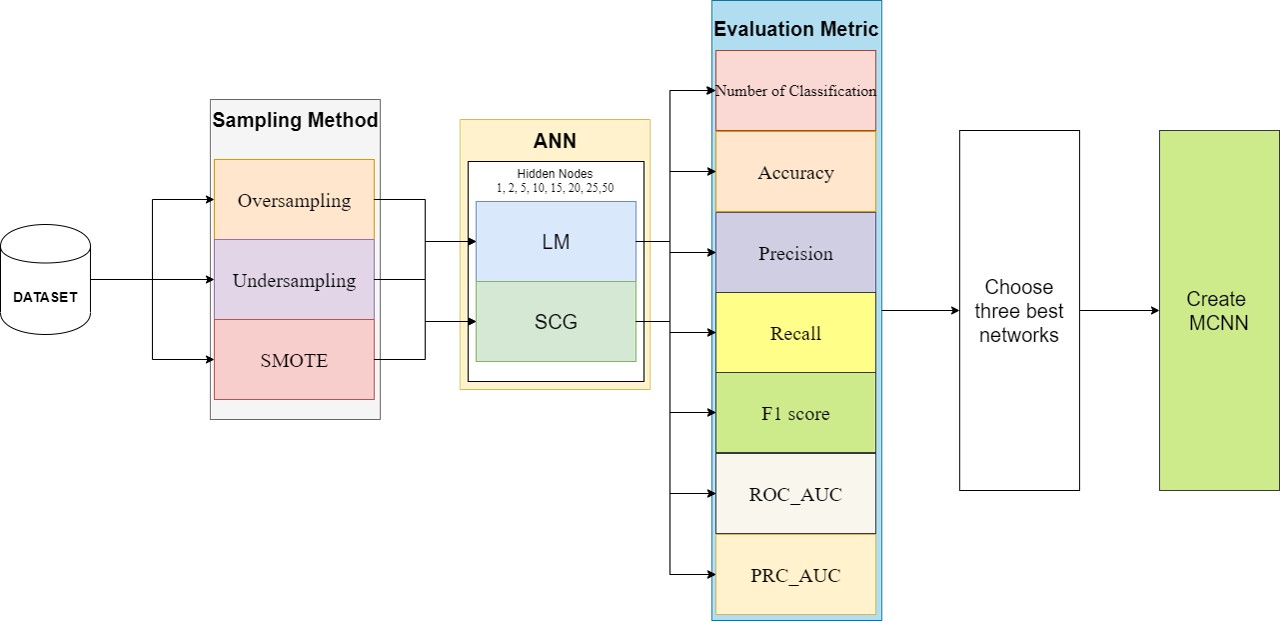 DATASET
Sampling Method
Oversampling
Undersampling
SMOTE
ANN
Hidden Nodes
1, 2, 5, 10, 15, 20, 25,50
LM
SCG
Evaluation Metric
Number of Classification
Accuracy
Precision
Recall
F1 score
ROC_AUC
PRC_AUC
Choose
three best
networks
Create
MCNN